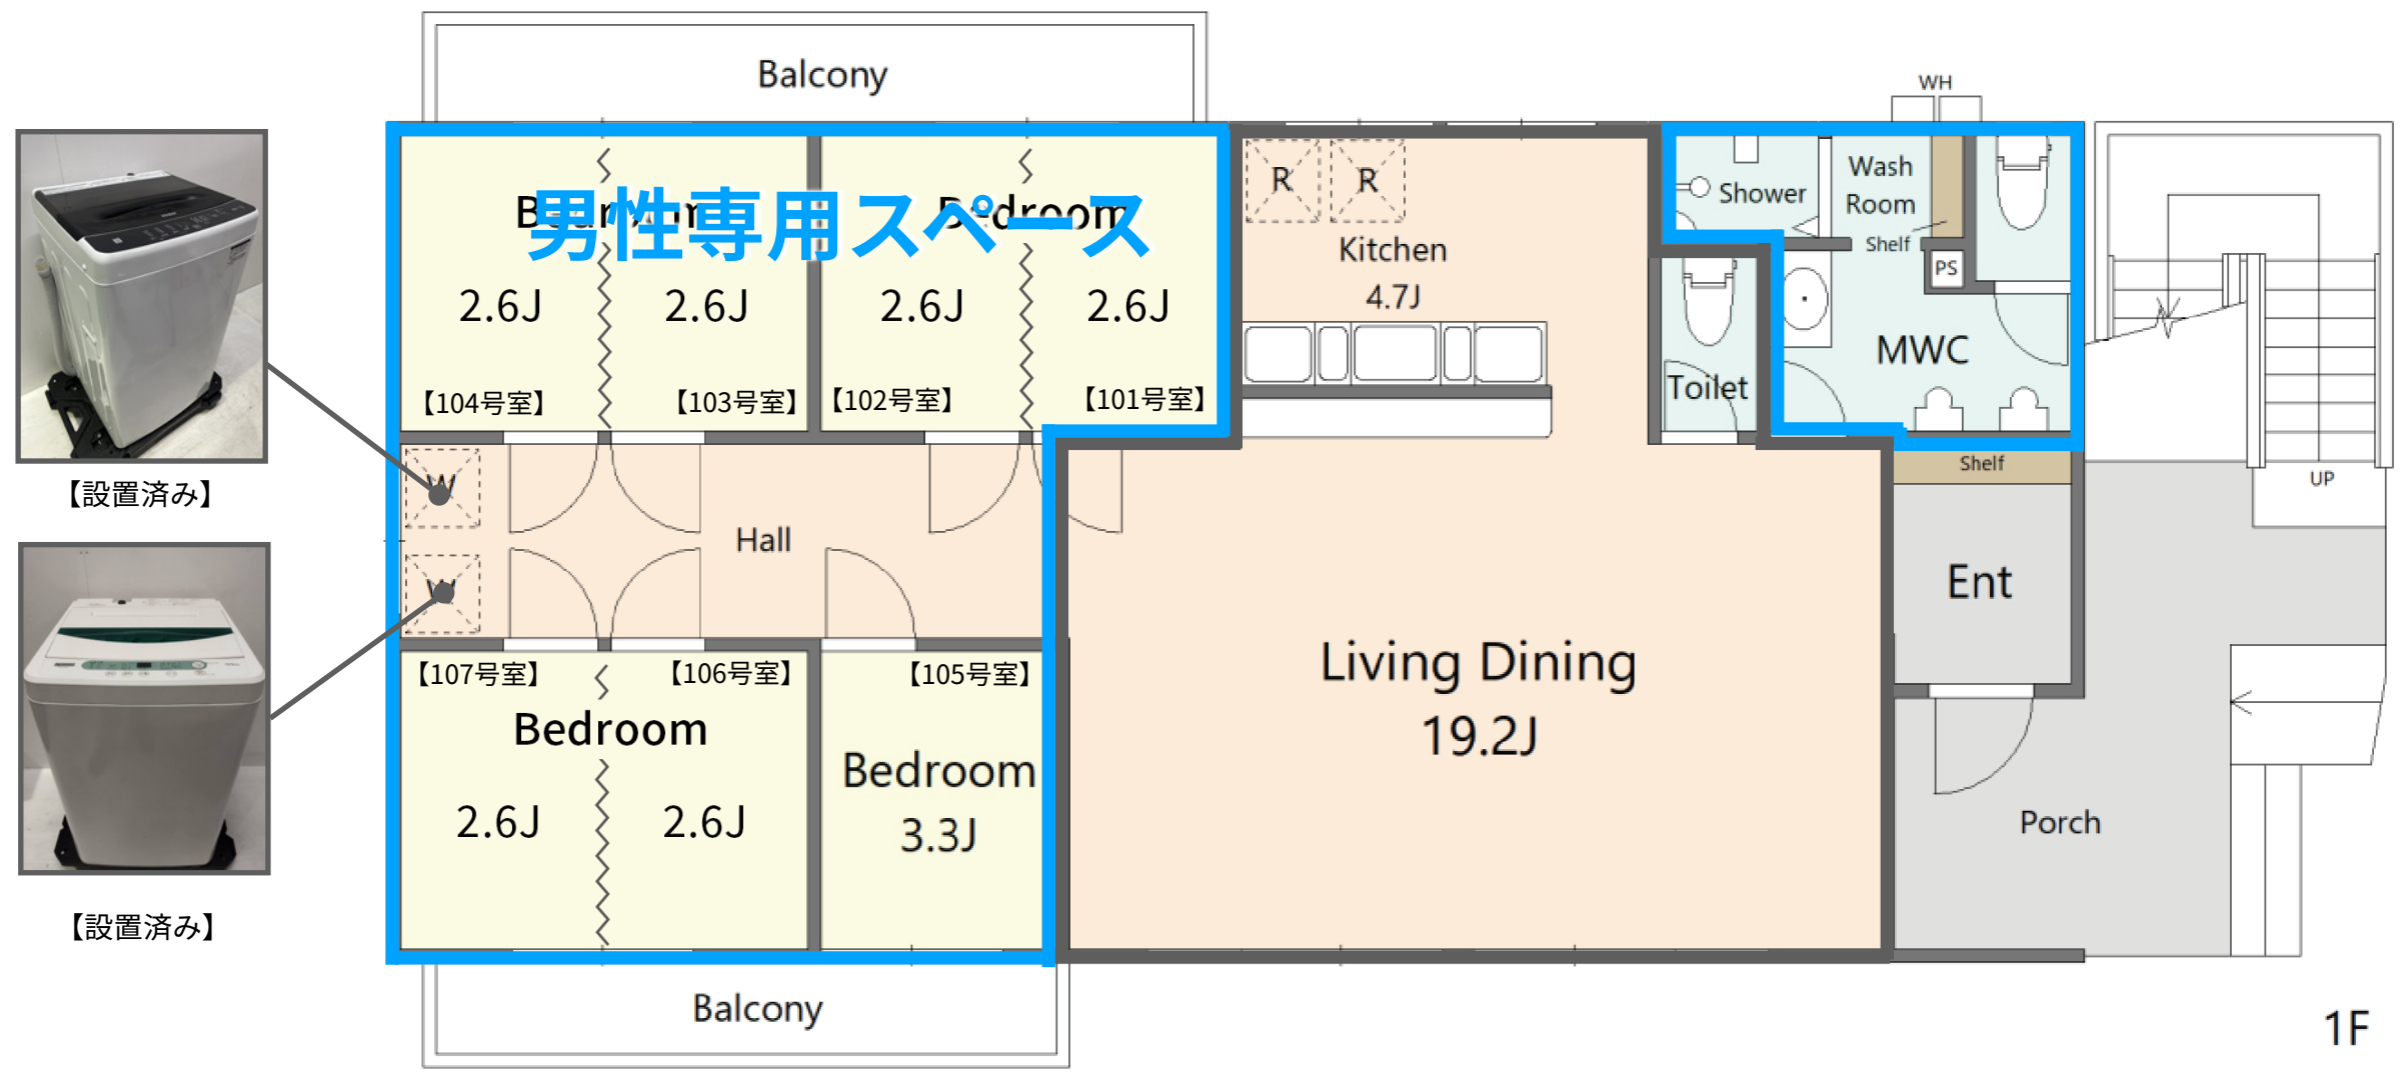 Balcony
WH
男性専用スペース
Bedroom
Bedroom
2.6J
2.6J
2.6J
2.6J
【104号室】
【103号室】
【102号室】
【101号室】
R
R
Kitchen
4.7J
Shower
Wash
Room
Shelf
PS
MWC
Toilet
【設置済み】
W
W
Hall
Shelf
UP
Ent
【107号室】
【106号室】
【105号室】
Bedroom
2.6J
2.6J
Bedroom
3.3J
Living Dining
19.2J
Porch
【設置済み】
Balcony
1F